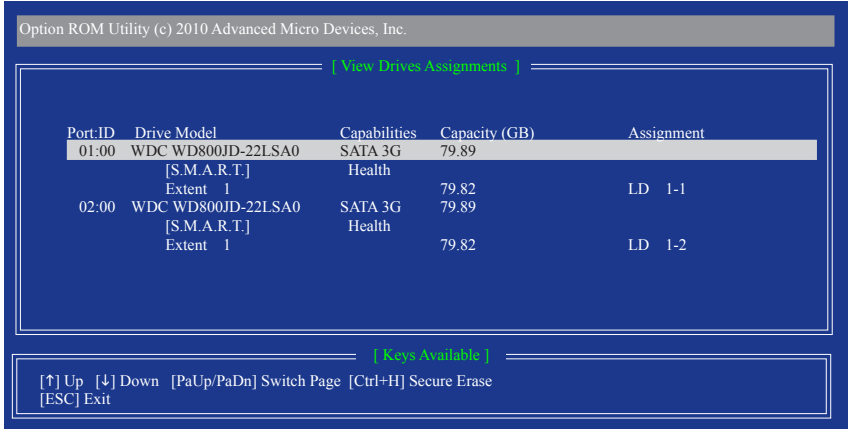 Option ROM Utility (c) 2010 Advanced Micro Devices, Inc.
[ View Drives Assignments ]
Port:ID Drive Model Capabilities Capacity (GB) Assignment
01:00 WDC WD800JD-22LSA0 SATA 3G 79.89
[S.M.A.R.T.] Health
Extent 1 79.82 LD 1-1
02:00 WDC WD800JD-22LSA0 SATA 3G 79.89
[S.M.A.R.T.] Health
Extent 1 79.82 LD 1-2
[ Keys Available ]
[↑] Up [↓] Down [PaUp/PaDn] Switch Page [Ctrl+H] Secure Erase
[ESC] Exit